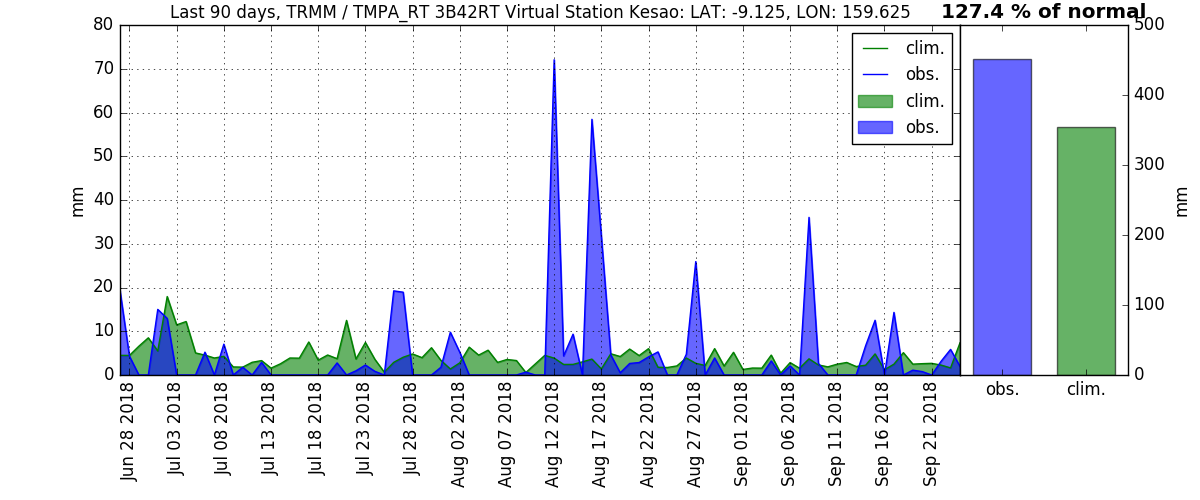 Last 90 days, TRMM / TMPA_RT 3B42RT Virtual Station Kesao: LAT: -9.125, LON: 159.625
127.4 % of normal
80
70
60
50
40
30
20
10
0
mm
clim.
obs.
clim.
obs.
500
400
300
200
100
0
mm
Jun 28 2018
Jul 03 2018
Jul 08 2018
Jul 13 2018
Jul 18 2018
Jul 23 2018
Jul 28 2018
Aug 02 2018
Aug 07 2018
Aug 12 2018
Aug 17 2018
Aug 22 2018
Aug 27 2018
Sep 01 2018
Sep 06 2018
Sep 11 2018
Sep 16 2018
Sep 21 2018
obs.
clim.